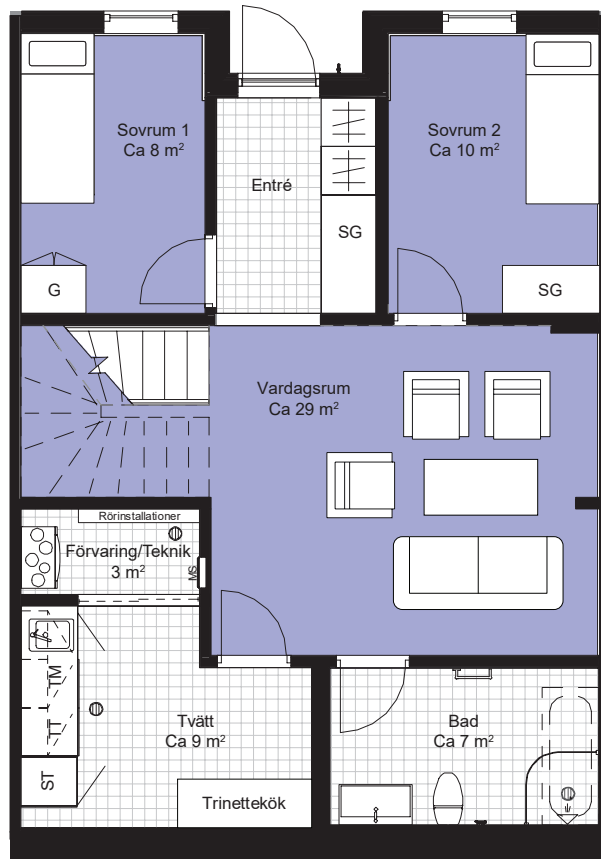 Sovrum 1
Ca 8 m²
Sovrum 2
Ca 10 m²
Entré
SG
G
SG
Vardagsrum
Ca 29 m²
Rörinstallationer
Förvaring/Teknik
3 m²
MS
TM
TT
ST
Tvätt
Ca 9 m²
Trinettekök
Bad
Ca 7 m²